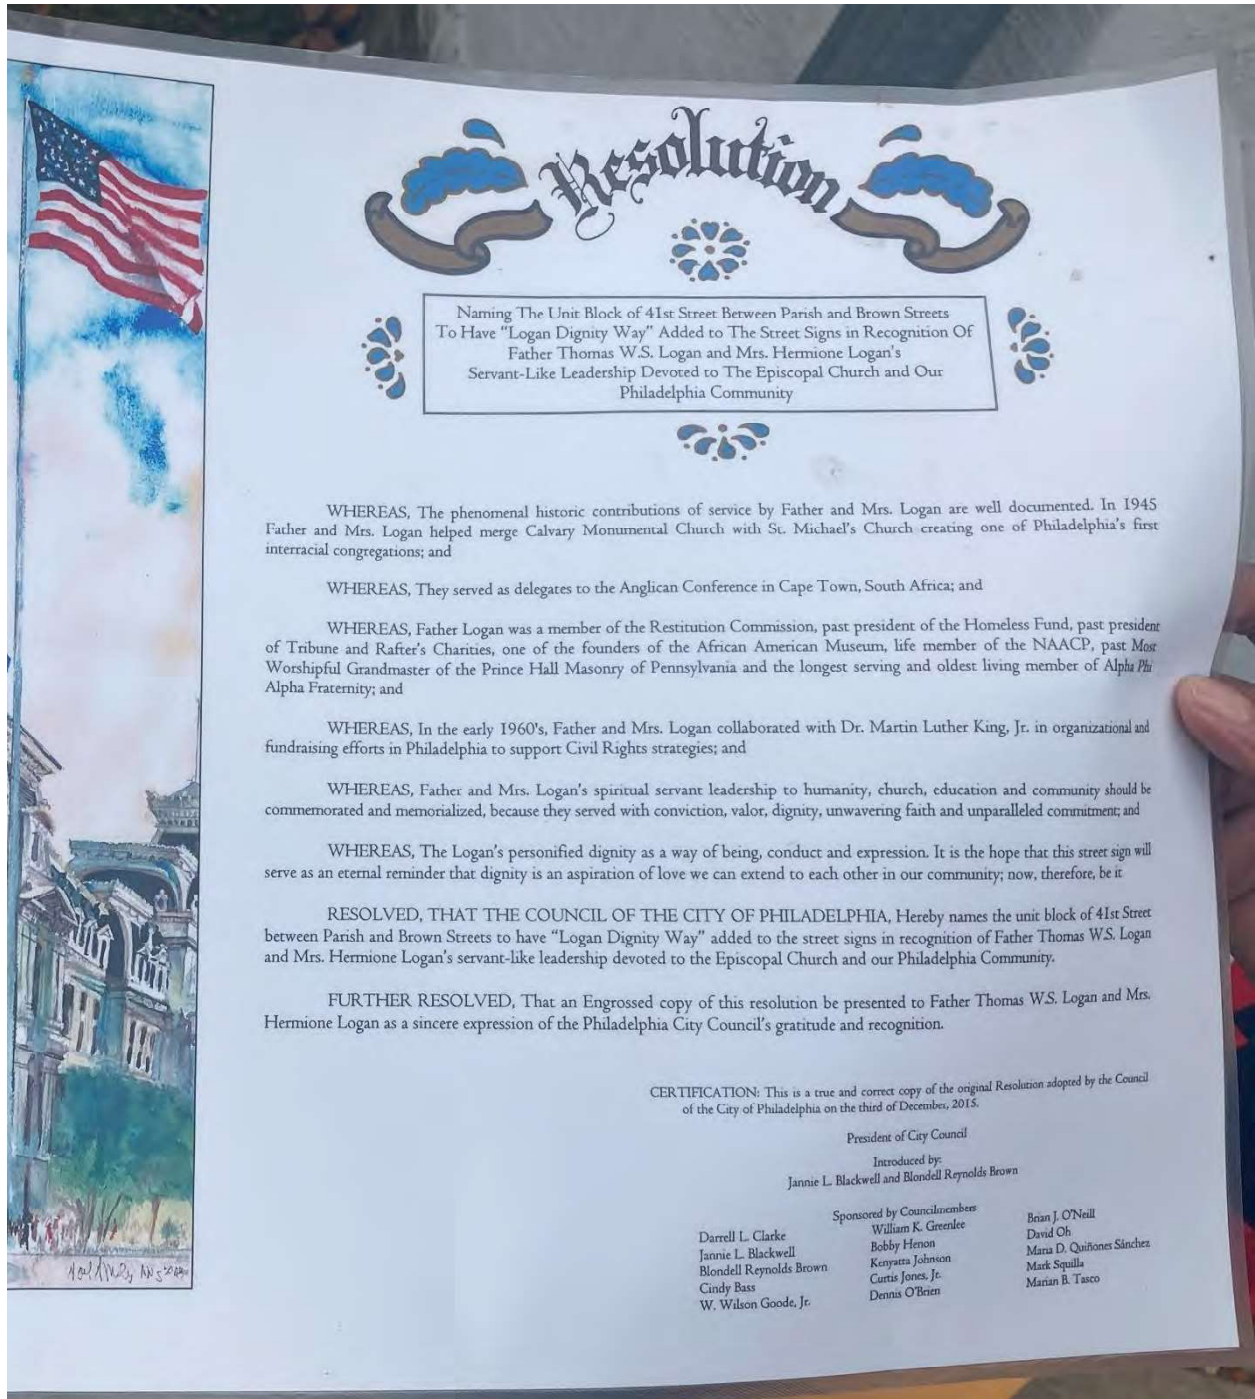 Resolution
Naming The Unit Block of 41st Street Between Parish and Brown Streets
To Have "Logan Dignity Way" Added to The Street Signs in Recognition Of
Father Thomas W.S. Logan and Mrs. Hermione Logan's
Servant-Like Leadership Devoted to The Episcopal Church and Our
Philadelphia Community
WHEREAS, The phenomenal historic contributions of service by Father and Mrs. Logan are well documented. In 1945
Father and Mrs. Logan helped merge Calvary Monumental Church with St. Michael's Church creating one of Philadelphia's first
interracial congregations; and
WHEREAS, They served as delegates to the Anglican Conference in Cape Town, South Africa; and
WHEREAS, Father Logan was a member of the Restitution Commission, past president of the Homeless Fund, past president
of Tribune and Rafter's Charities, one of the founders of the African American Museum, life member of the NAACP, past Most
Worshipful Grandmaster of the Prince Hall Masonry of Pennsylvania and the longest serving and oldest living member of Alpha Phi
Alpha Fraternity; and
WHEREAS, In the early 1960's, Father and Mrs. Logan collaborated with Dr. Martin Luther King, Jr. in organizational and
fundraising efforts in Philadelphia to support Civil Rights strategies; and
WHEREAS, Father and Mrs. Logan's spiritual servant leadership to humanity, church, education and community should be
commemorated and memorialized, because they served with conviction, valor, dignity, unwavering faith and unparalleled commitment; and
WHEREAS, The Logan's personified dignity as a way of being, conduct and expression. It is the hope that this street sign will
serve as an eternal reminder that dignity is an aspiration of love we can extend to each other in our community; now, therefore, be it
RESOLVED, THAT THE COUNCIL OF THE CITY OF PHILADELPHIA, Hereby names the unit block of 41st Street
between Parish and Brown Streets to have "Logan Dignity Way" added to the street signs in recognition of Father Thomas W.S. Logan
and Mrs. Hermione Logan's servant-like leadership devoted to the Episcopal Church and our Philadelphia Community.
FURTHER RESOLVED, That an Engrossed copy of this resolution be presented to Father Thomas W.S. Logan and Mrs.
Hermione Logan as a sincere expression of the Philadelphia City Council's gratitude and recognition.
CERTIFICATION: This is a true and correct copy of the original Resolution adopted by the Council
of the City of Philadelphia on the third of December, 2015.
President of City Council
Introduced by:
Jannie L. Blackwell and Blondell Reynolds Brown
Sponsored by Councilmembers
Darrell L. Clarke
Jannie L. Blackwell
Blondell Reynolds Brown
Cindy Bass
W. Wilson Goode, Jr.
William K. Greenlee
Bobby Henon
Kenyatta Johnson
Curtis Jones, Jr.
Dennis O'Brien
Brian J. O'Neill
David Oh
Maria D. Quiñones Sánchez
Mark Squilla
Marian B. Tasco